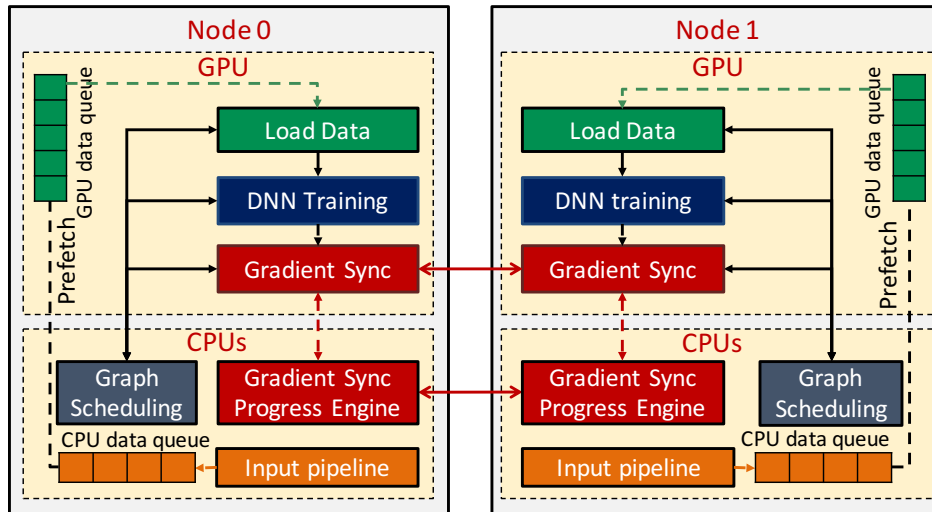 Node 0
GPU
GPU data queue
Load Data
DNN Training
Gradient Sync
Prefetch
CPUs
Graph
Scheduling
Gradient Sync
Progress Engine
CPU data queue
Input pipeline
Node 1
GPU
GPU data queue
Load Data
DNN training
Gradient Sync
Prefetch
CPUs
Gradient Sync
Progress Engine
Graph
Scheduling
CPU data queue
Input pipeline